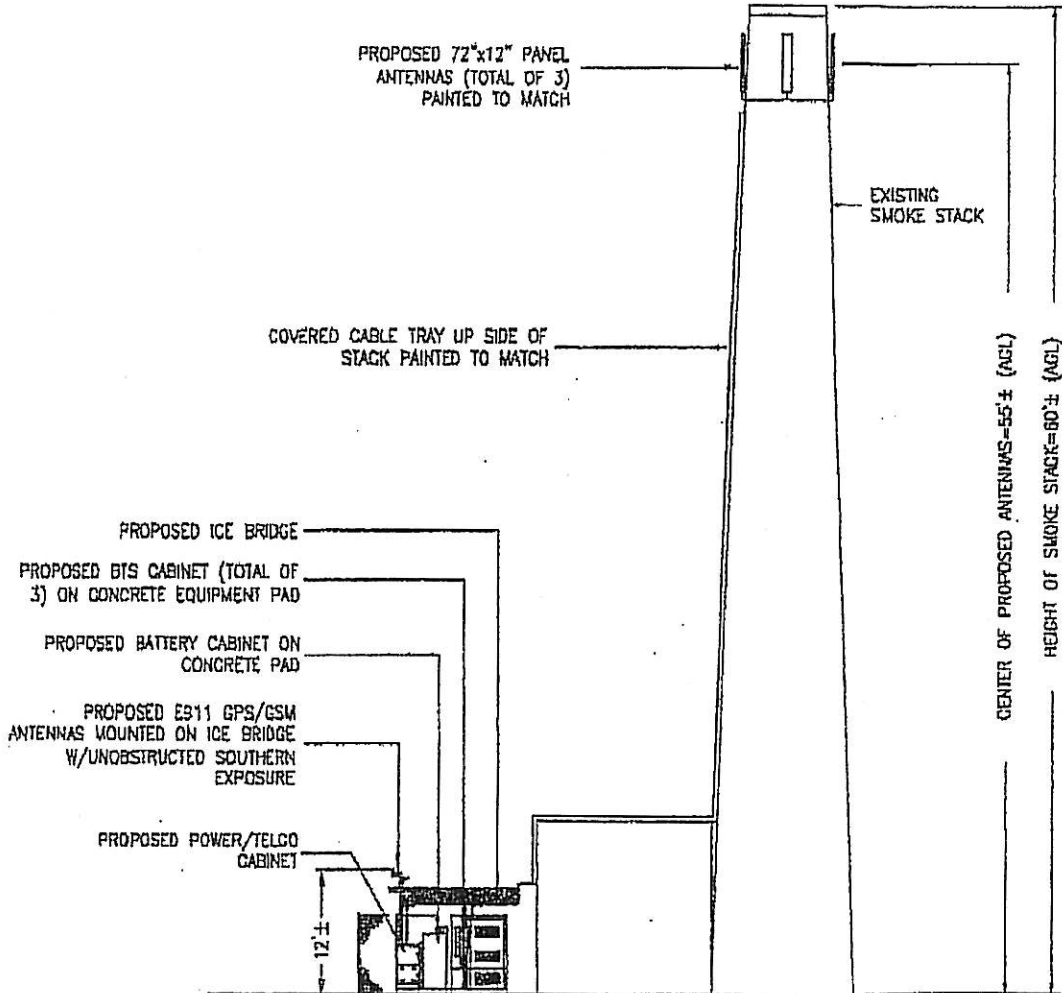 PROPOSED 72"x12" PANEL
ANTENNAS (TOTAL OF 3)
PAINTED TO MATCH
EXISTING
SMOKE STACK
COVERED CABLE TRAY UP SIDE OF
STACK PAINTED TO MATCH
CENTER OF PROPOSED ANTENNAS=55'± (AGL)
HEIGHT OF SMOKE STACK=60'± (AGL)
PROPOSED ICE BRIDGE
PROPOSED BTS CABINET (TOTAL OF
3) ON CONCRETE EQUIPMENT PAD
PROPOSED BATTERY CABINET ON
CONCRETE PAD
PROPOSED E911 GPS/GSM
ANTENNAS MOUNTED ON ICE BRIDGE
W/UNOBSTRUCTED SOUTHERN
EXPOSURE
PROPOSED POWER/TELCO
CABINET
12'±